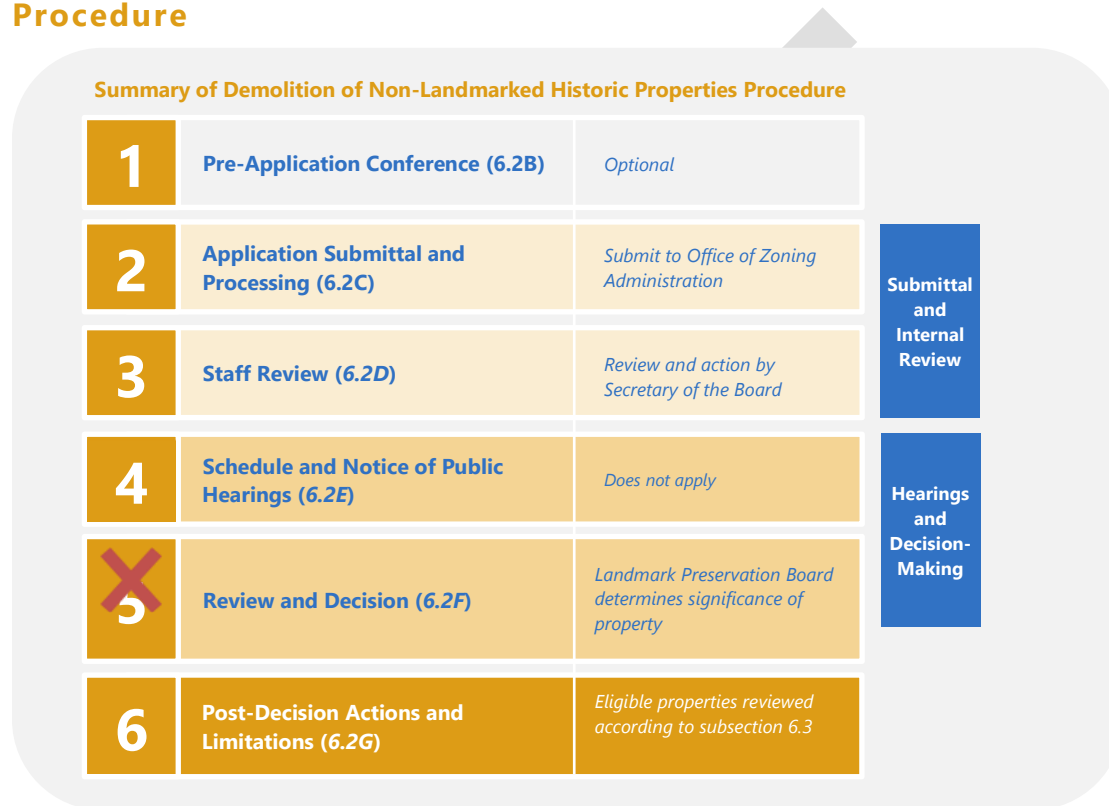 Procedure
Summary of Demolition of Non-Landmarked Historic Properties Procedure
1
Pre-Application Conference (6.2B)
Optional
2
Application Submittal and
Processing (6.2C)
Submit to Office of Zoning
Administration
3
Staff Review (6.2D)
Review and action by
Secretary of the Board
Submittal
and
Internal
Review
4
Schedule and Notice of Public
Hearings (6.2E)
Does not apply
5
Review and Decision (6.2F)
Landmark Preservation Board
determines significance of
property
Hearings
and
Decision-
Making
6
Post-Decision Actions and
Limitations (6.2G)
Eligible properties reviewed
according to subsection 6.3